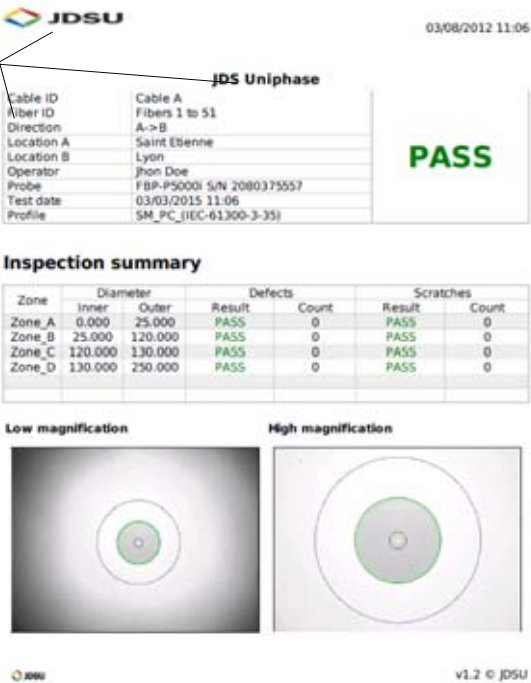 JDSU
03/08/2012 11:06
JDS Uniphase
Cable ID Cable A
Fiber ID Fibers 1 to 51
Direction A->B
Location A Saint Etienne
Location B Lyon
Operator Jhon Doe
Probe FBP-P5000i S/N 2080375557
Test date 03/03/2015 11:06
Profile SM_PC_(IEC-61300-3-35)
PASS
Inspection summary
Zone Diameter Defects Scratches
Inner Outer Result Count Result Count
Zone_A 0.000 25.000 PASS 0 PASS 0
Zone_B 25.000 120.000 PASS 0 PASS 0
Zone_C 120.000 130.000 PASS 0 PASS 0
Zone_D 130.000 250.000 PASS 0 PASS 0
Low magnification High magnification
JDSU v1.2 © JDSU